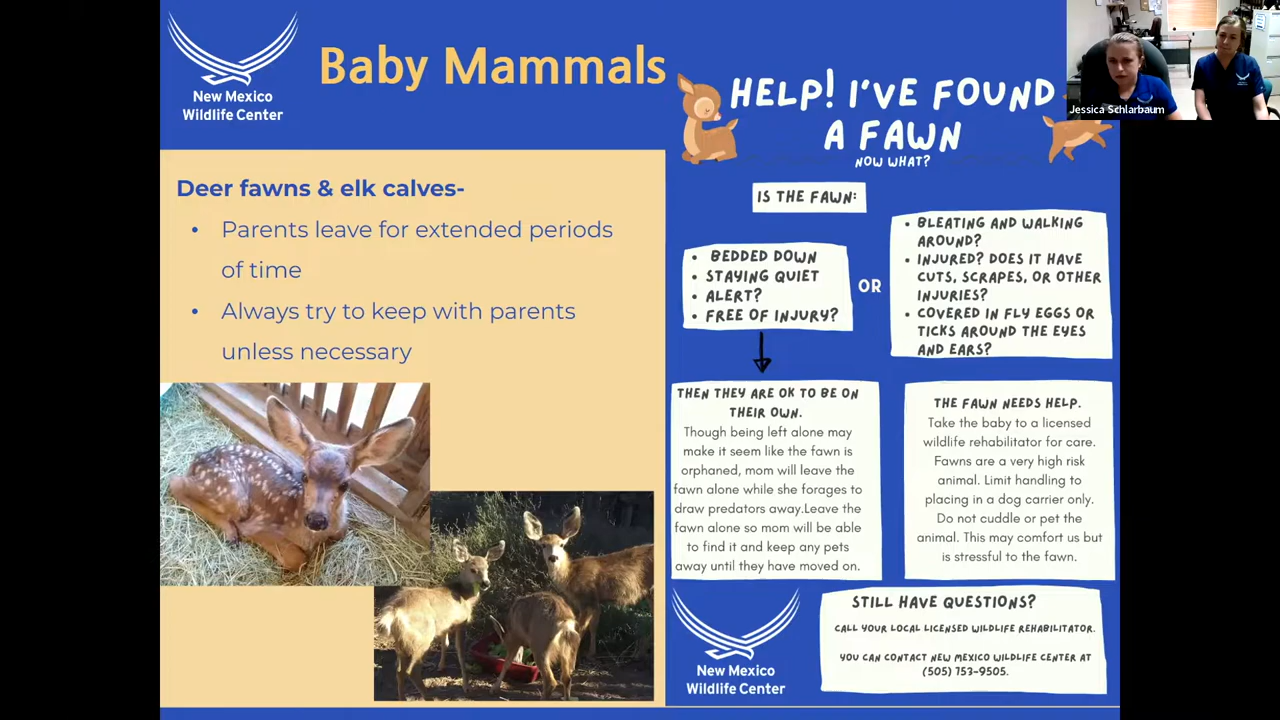 New Mexico
Wildlife Center
Baby Mammals
Deer fawns & elk calves-
• Parents leave for extended periods
of time
• Always try to keep with parents
unless necessary
HELP! I'VE FOUND
A FAWN
NOW WHAT?
IS THE FAWN:
• BEDDED DOWN
• STAYING QUIET
• ALERT?
• FREE OF INJURY?
OR
• BLEATING AND WALKING
AROUND?
• INJURED? DOES IT HAVE
CUTS, SCRAPES, OR OTHER
INJURIES?
• COVERED IN FLY EGGS OR
TICKS AROUND THE EYES
AND EARS?
THEN THEY ARE OK TO BE ON
THEIR OWN.
Though being left alone may
make it seem like the fawn is
orphaned, mom will leave the
fawn alone while she forages to
draw predators away.Leave the
fawn alone so mom will be able
to find it and keep any pets
away until they have moved on.
THE FAWN NEEDS HELP.
Take the baby to a licensed
wildlife rehabilitator for care.
Fawns are a very high risk
animal. Limit handling to
placing in a dog carrier only.
Do not cuddle or pet the
animal. This may comfort us but
is stressful to the fawn.
New Mexico
Wildlife Center
STILL HAVE QUESTIONS?
CALL YOUR LOCAL LICENSED WILDLIFE REHABILITATOR.
YOU CAN CONTACT NEW MEXICO WILDLIFE CENTER AT
(505) 753-9505.
Jessica Schlarbaum